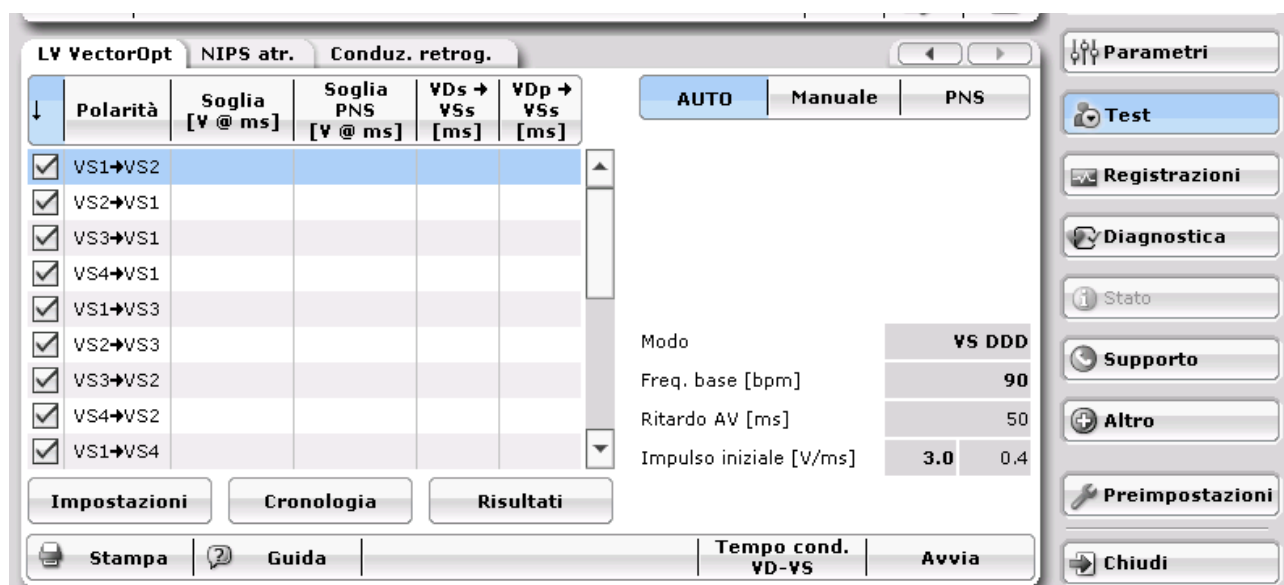 LV VectorOpt NIPS atr. Conduz. retrog.
↓ Polarità Soglia [V @ ms] Soglia PNS [V @ ms] VDs → VSs [ms] VDp → VSs [ms]
VS1→VS2
VS2→VS1
VS3→VS1
VS4→VS1
VS1→VS3
VS2→VS3
VS3→VS2
VS4→VS2
VS1→VS4
Impostazioni Cronologia Risultati
AUTO Manuale PNS
Modo VS DDD
Freq. base [bpm] 90
Ritardo AV [ms] 50
Impulso iniziale [V/ms] 3.0 0.4
Stampa Guida Tempo cond. VD-VS Avvia
Parametri
Test
Registrazioni
Diagnostica
Stato
Supporto
Altro
Preimpostazioni
Chiudi